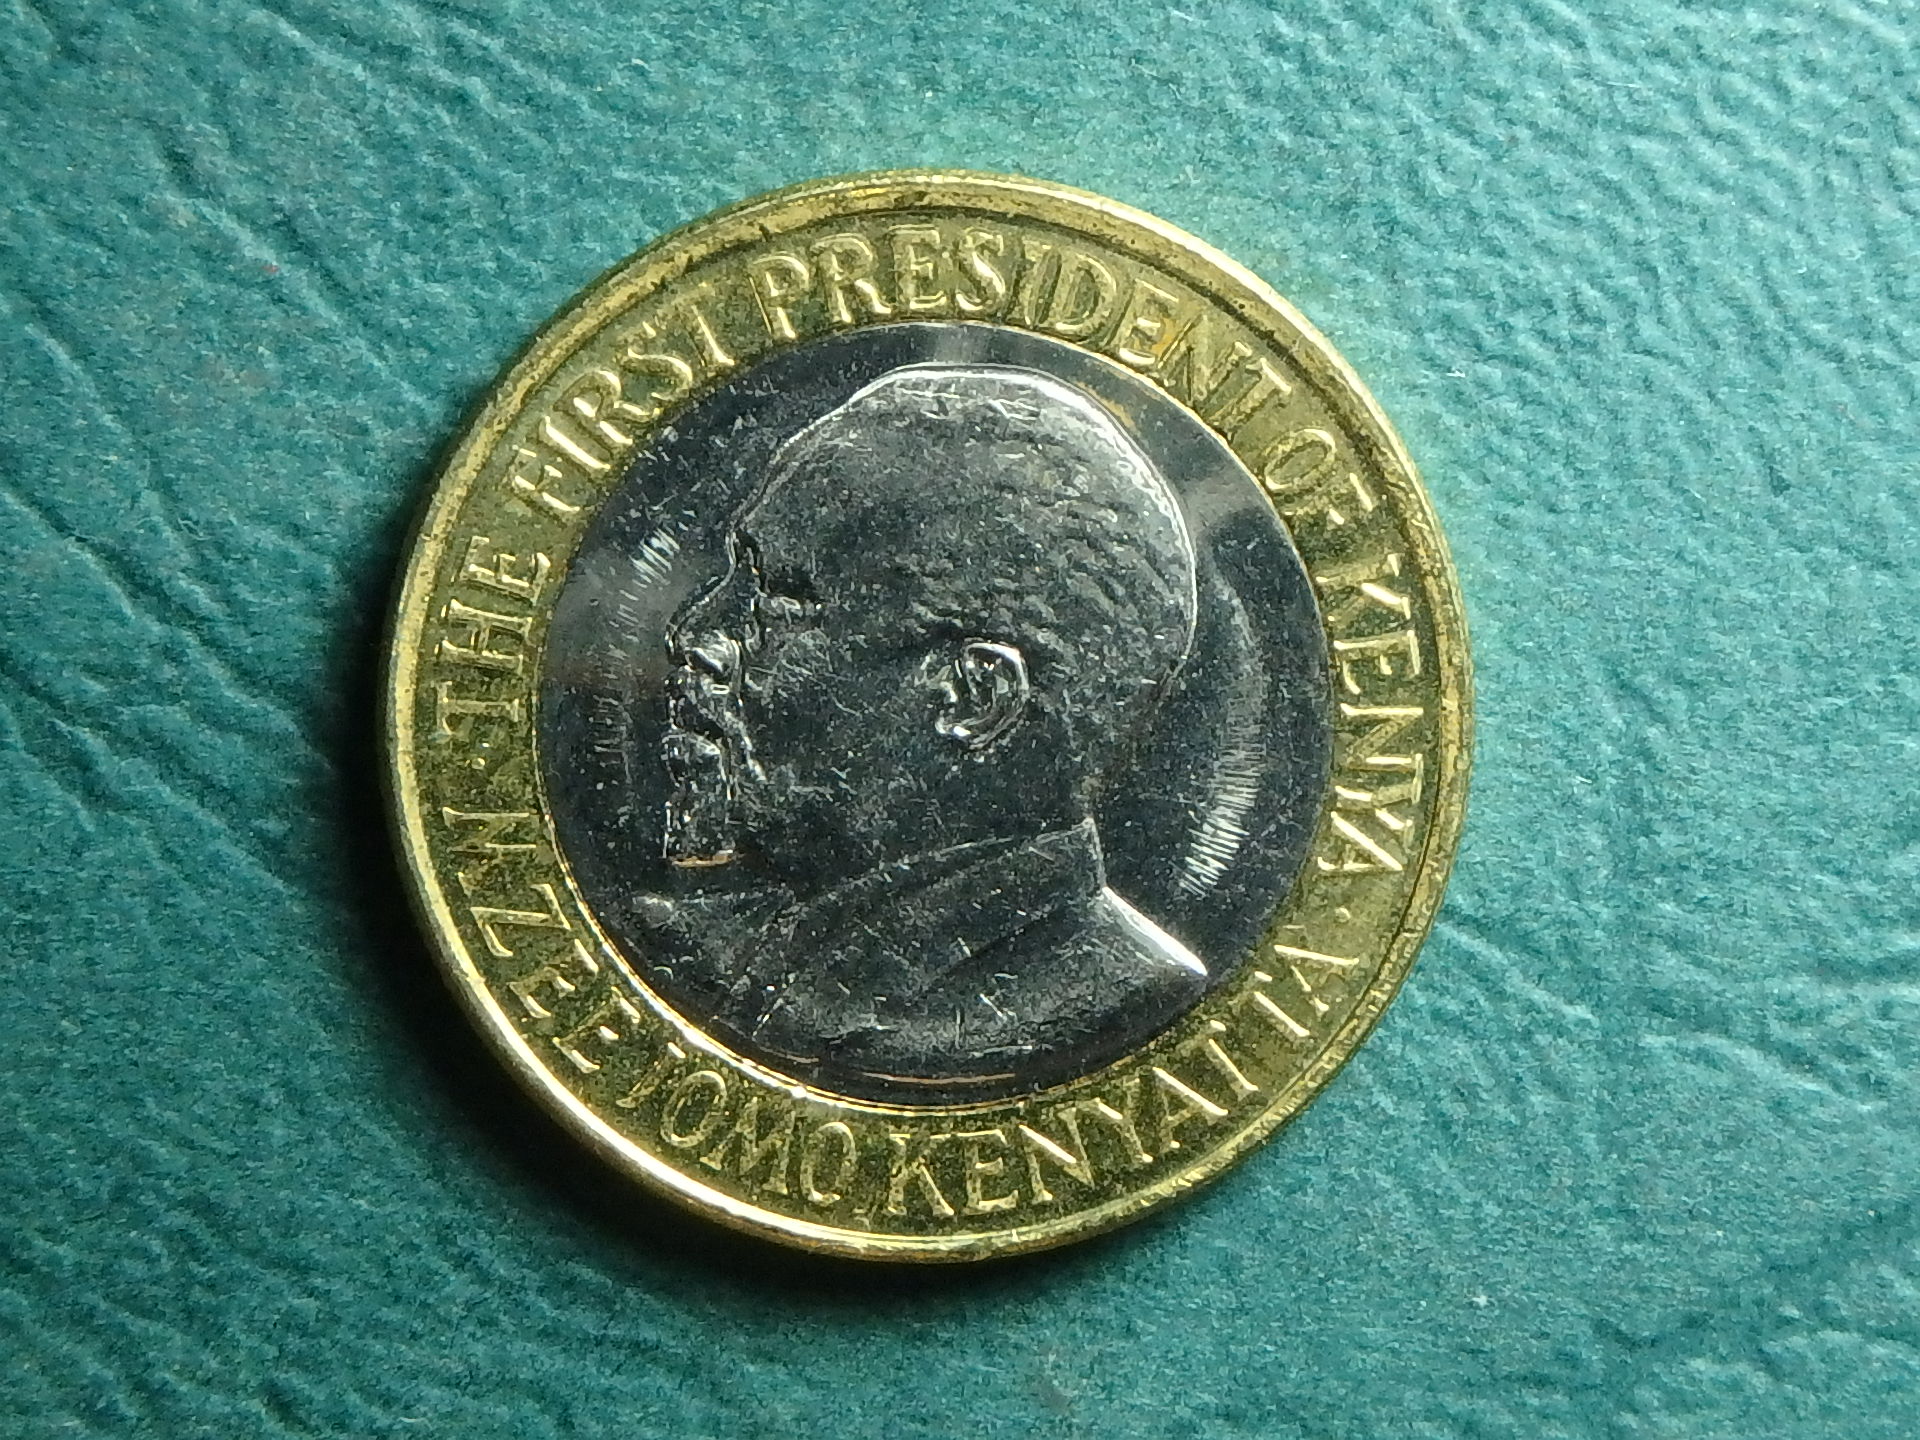 THE FIRST PRESIDENT OF KENYA
MZEE JOMO KENYATTA